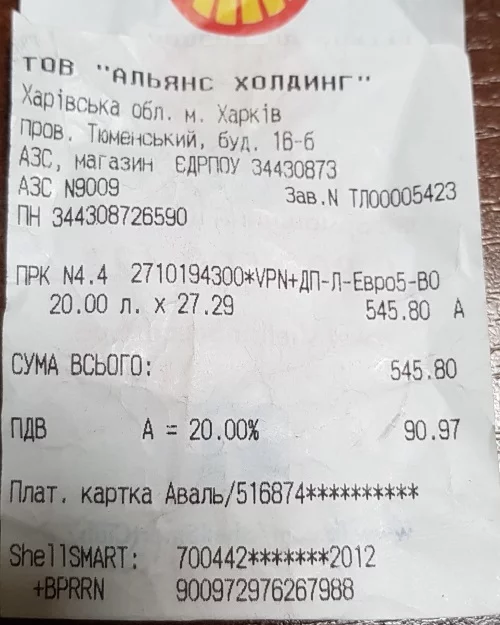 ТОВ "АЛЬЯНС ХОЛДИНГ"
Харівська обл. м. Харків
Пров. Тюменський, буд. 16-б
АЗС, магазин ЄДРПОУ 34430873
АЗС N9009 Зав.N ТЛ00005423
ПН 344308726590
ПРК N4.4 2710194300*VPN+ДП-Л-Евро5-В0
20.00 л. x 27.29 545.80 А
СУМА ВСЬОГО: 545.80
ПДВ А = 20.00% 90.97
Плат. картка Аваль/516874**********
ShellSMART: 700442*******2012
+BPRRN 900972976267988